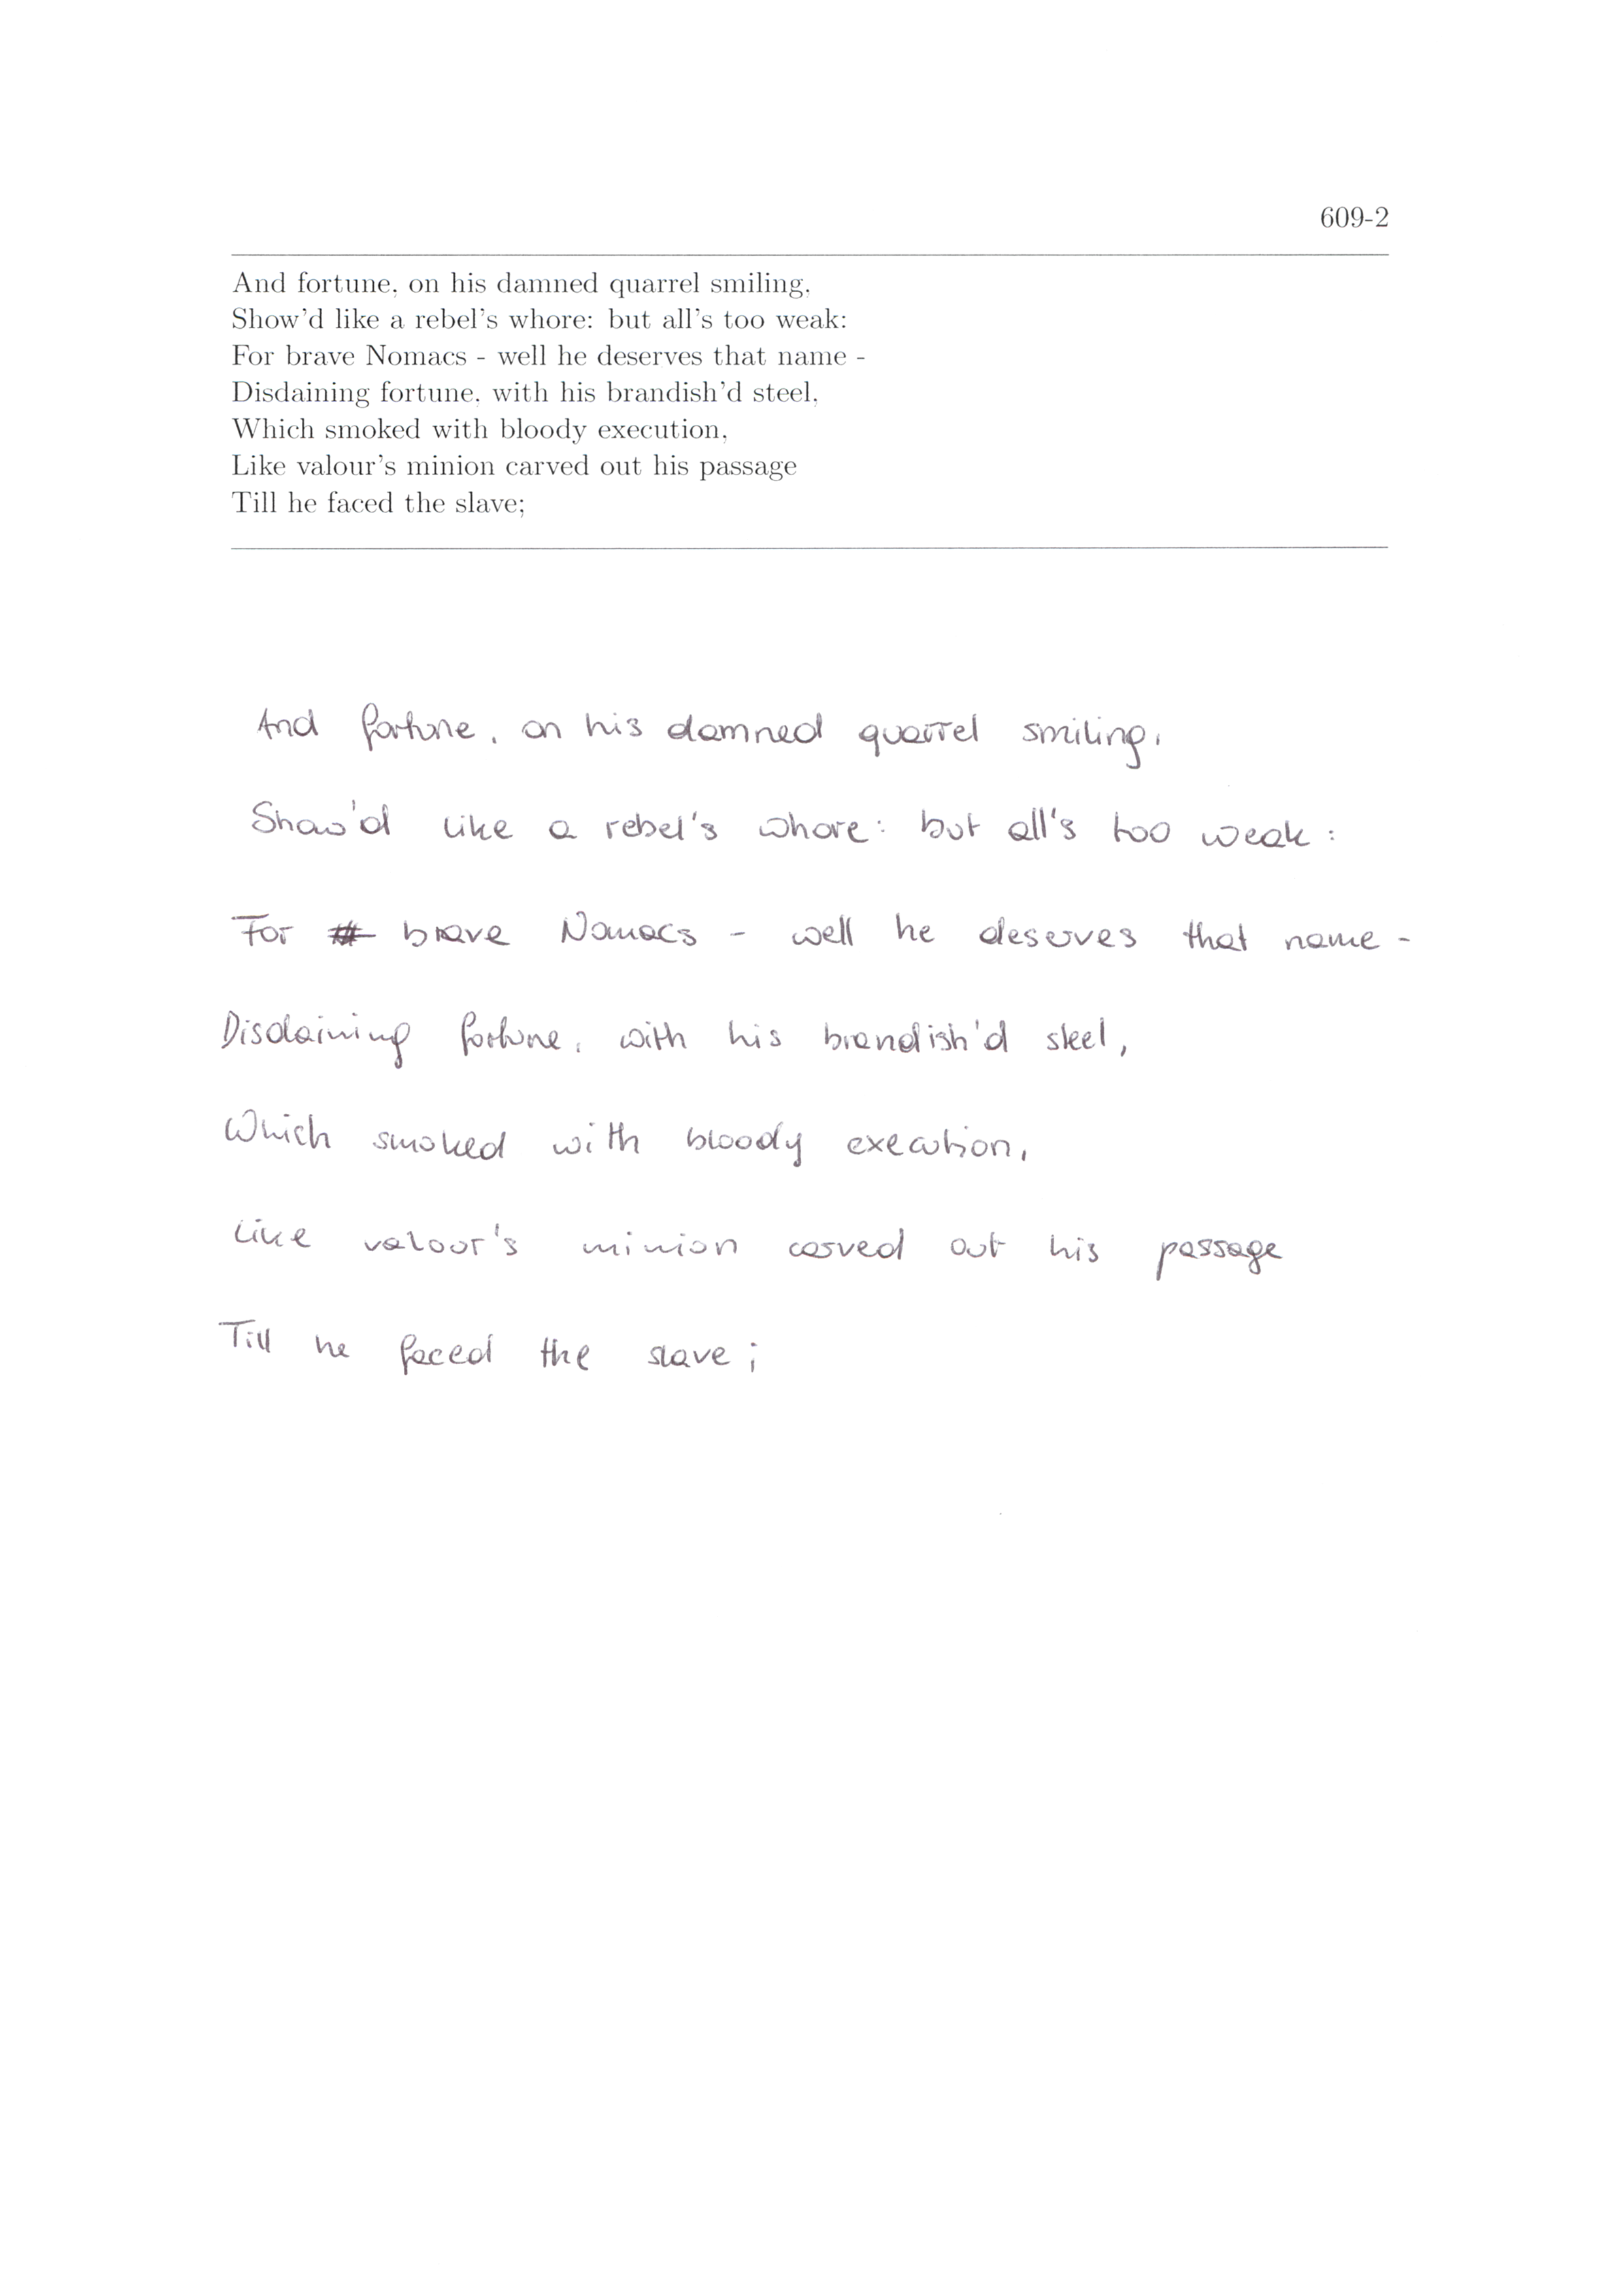 609-2
And fortune, on his damned quarrel smiling,
Show'd like a rebel's whore: but all's too weak:
For brave Nomacs - well he deserves that name -
Disdaining fortune, with his brandish'd steel,
Which smoked with bloody execution,
Like valour's minion carved out his passage
Till he faced the slave;
And fortune, on his damned quarrel smiling,
Show'd like a rebel's whore: but all's too weak:
For brave Nomacs - well he deserves that name -
Disdaining fortune, with his brandish'd steel,
Which smoked with bloody execution,
Like valour's minion carved out his passage
Till he faced the slave;